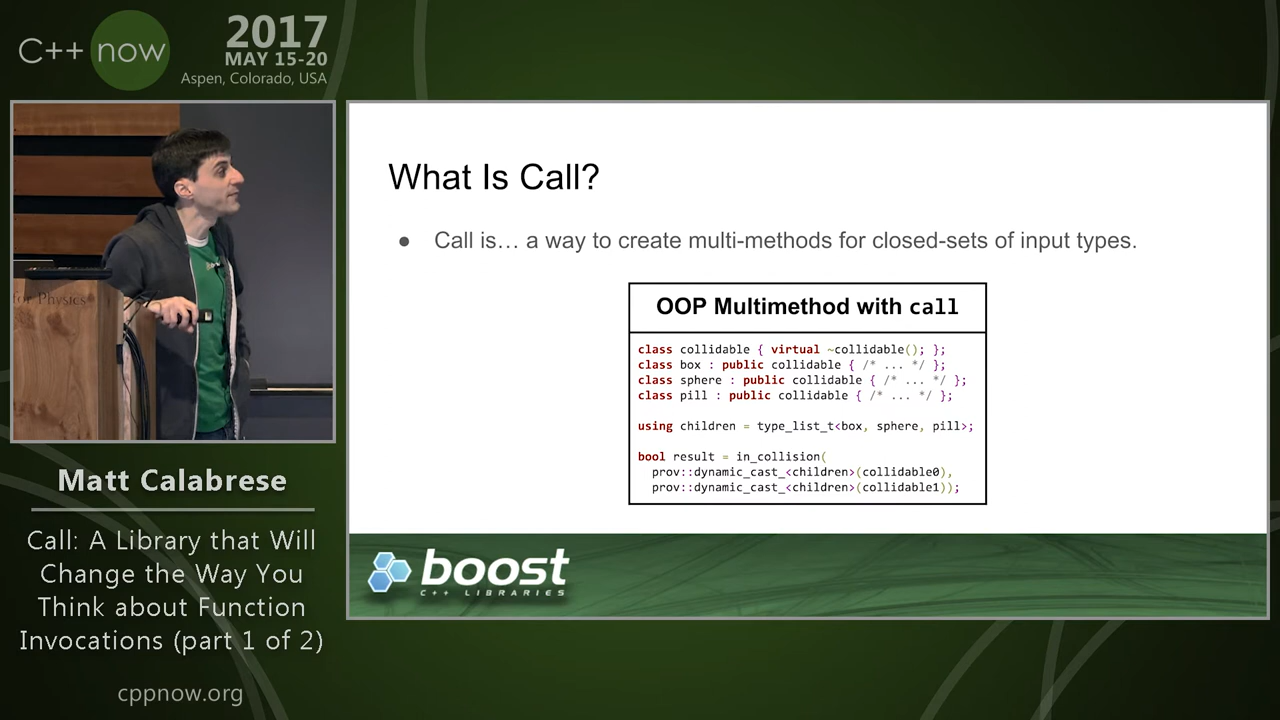 C++ now
2017
MAY 15-20
Aspen, Colorado, USA
for Physics
What Is Call?
● Call is… a way to create multi-methods for closed-sets of input types.
OOP Multimethod with call
class collidable { virtual ~collidable(); };
class box : public collidable { /* ... */ };
class sphere : public collidable { /* ... */ };
class pill : public collidable { /* ... */ };
using children = type_list_t<box, sphere, pill>;
bool result = in_collision(
prov::dynamic_cast_<children>(collidable0),
prov::dynamic_cast_<children>(collidable1));
boost
C++ LIBRARIES
Matt Calabrese
Call: A Library that Will
Change the Way You
Think about Function
Invocations (part 1 of 2)
cppnow.org